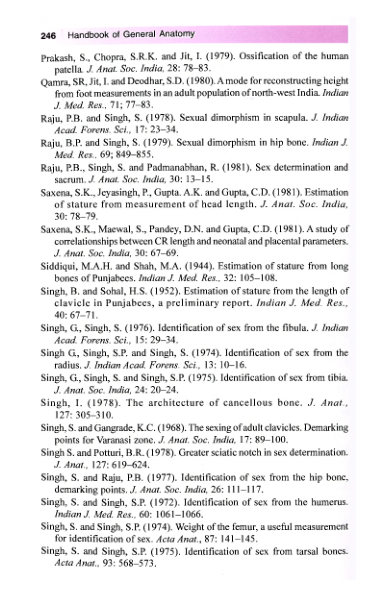 246 Handbook of General Anatomy
Prakash, S., Chopra, S.R.K. and Jit, I. (1979). Ossification of the human
patella. J. Anat. Soc. India, 28: 78–83.
Qamra, SR, Jit, I. and Deodhar, S.D. (1980). A mode for reconstructing height
from foot measurements in an adult population of north-west India. Indian
J. Med. Res., 71; 77–83.
Raju, P.B. and Singh, S. (1978). Sexual dimorphism in scapula. J. Indian
Acad. Forens. Sci., 17: 23–34.
Raju, B.P. and Singh, S. (1979). Sexual dimorphism in hip bone. Indian J.
Med. Res., 69; 849–855.
Raju, P.B., Singh, S. and Padmanabhan, R. (1981). Sex determination and
sacrum. J. Anat. Soc. India, 30: 13–15.
Saxena, S.K., Jeyasingh, P., Gupta. A.K. and Gupta, C.D. (1981). Estimation
of stature from measurement of head length. J. Anat. Soc. India,
30: 78–79.
Saxena, S.K., Maewal, S., Pandey, D.N. and Gupta, C.D. (1981). A study of
correlationships between CR length and neonatal and placental parameters.
J. Anat. Soc. India, 30: 67–69.
Siddiqui, M.A.H. and Shah, M.A. (1944). Estimation of stature from long
bones of Punjabees. Indian J. Med. Res., 32: 105–108.
Singh, B. and Sohal, H.S. (1952). Estimation of stature from the length of
clavicle in Punjabees, a preliminary report. Indian J. Med. Res.,
40: 67–71.
Singh, G., Singh, S. (1976). Identification of sex from the fibula. J. Indian
Acad. Forens. Sci., 15: 29–34.
Singh G., Singh, S.P. and Singh, S. (1974). Identification of sex from the
radius. J. Indian Acad. Forens. Sci., 13: 10–16.
Singh, G., Singh, S. and Singh, S.P. (1975). Identification of sex from tibia.
J. Anat. Soc. India, 24: 20–24.
Singh, I. (1978). The architecture of cancellous bone. J. Anat.,
127: 305–310.
Singh, S. and Gangrade, K.C. (1968). The sexing of adult clavicles. Demarking
points for Varanasi zone. J. Anat. Soc. India, 17: 89–100.
Singh S. and Potturi, B.R. (1978). Greater sciatic notch in sex determination.
J. Anat., 127: 619–624.
Singh, S. and Raju, P.B. (1977). Identification of sex from the hip bone,
demarking points. J. Anat. Soc. India, 26: 111–117.
Singh, S. and Singh, S.P. (1972). Identification of sex from the humerus.
Indian J. Med. Res., 60: 1061–1066.
Singh, S. and Singh, S.P. (1974). Weight of the femur, a useful measurement
for identification of sex. Acta Anat., 87: 141–145.
Singh, S. and Singh, S.P. (1975). Identification of sex from tarsal bones.
Acta Anat., 93: 568–573.